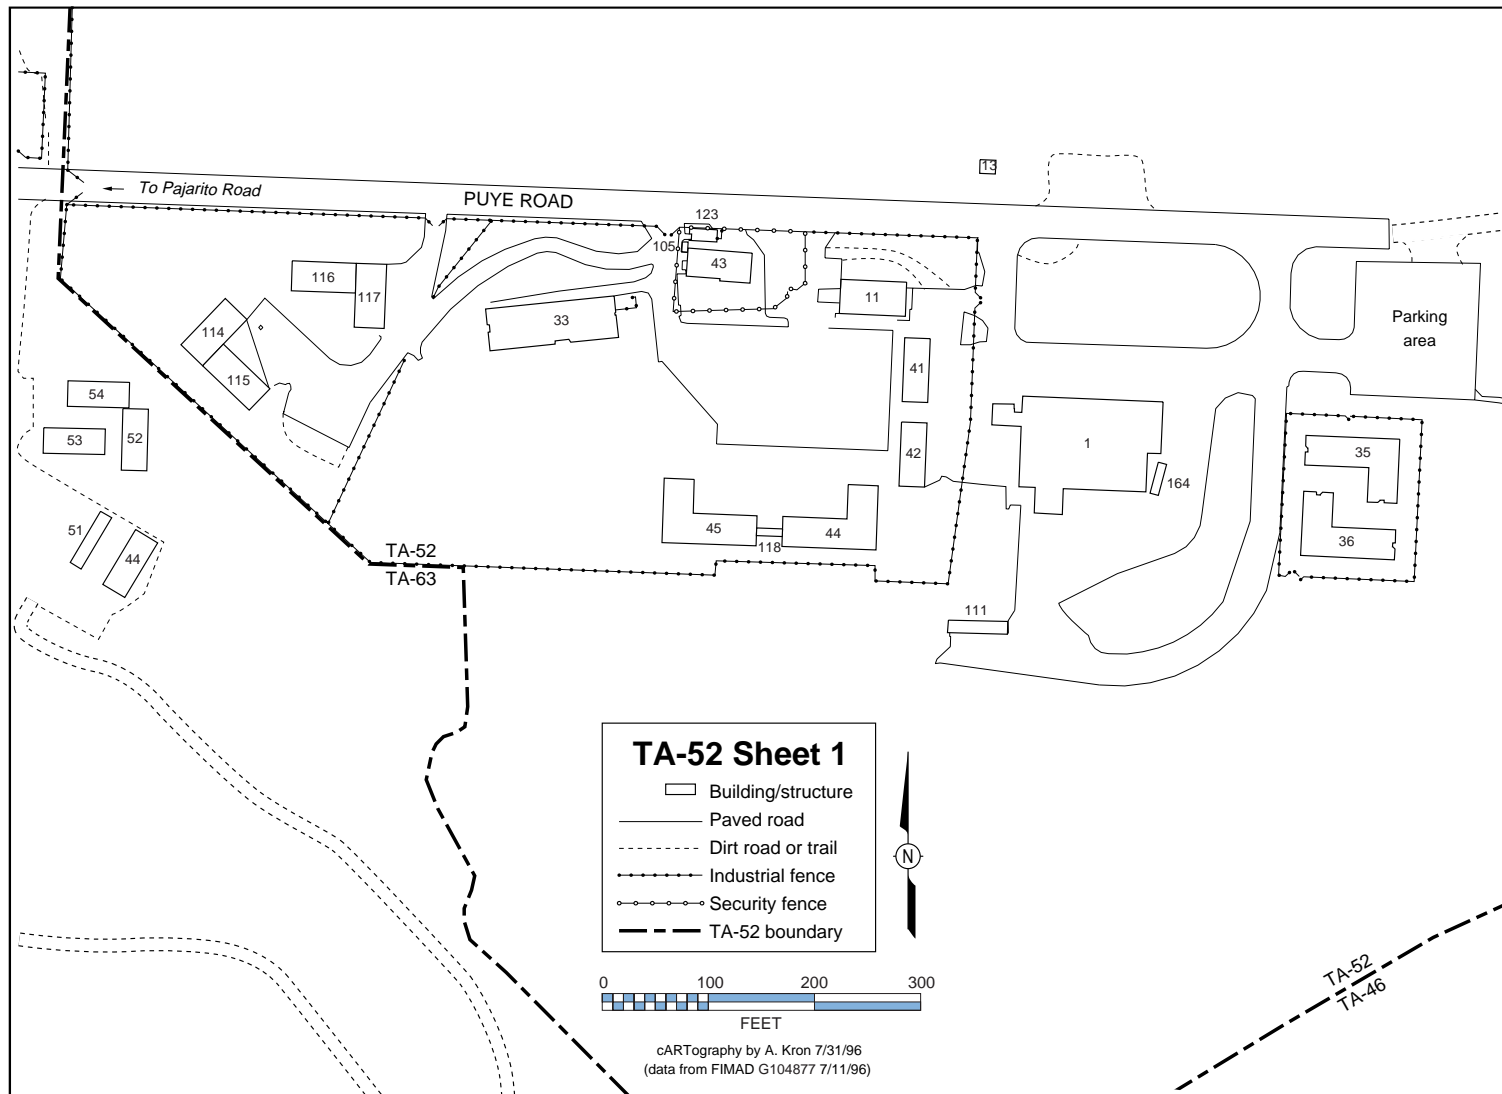 13
To Pajarito Road
PUYE ROAD
123
105
43
116
117
11
33
114
115
Parking
area
41
54
53
52
42
1
35
164
45
44
118
36
51
44
TA-52
TA-63
111
TA-52 Sheet 1
Building/structure
Paved road
Dirt road or trail
Industrial fence
Security fence
TA-52 boundary
N
0 100 200 300
FEET
cARTography by A. Kron 7/31/96
(data from FIMAD G104877 7/11/96)
TA-52
TA-46